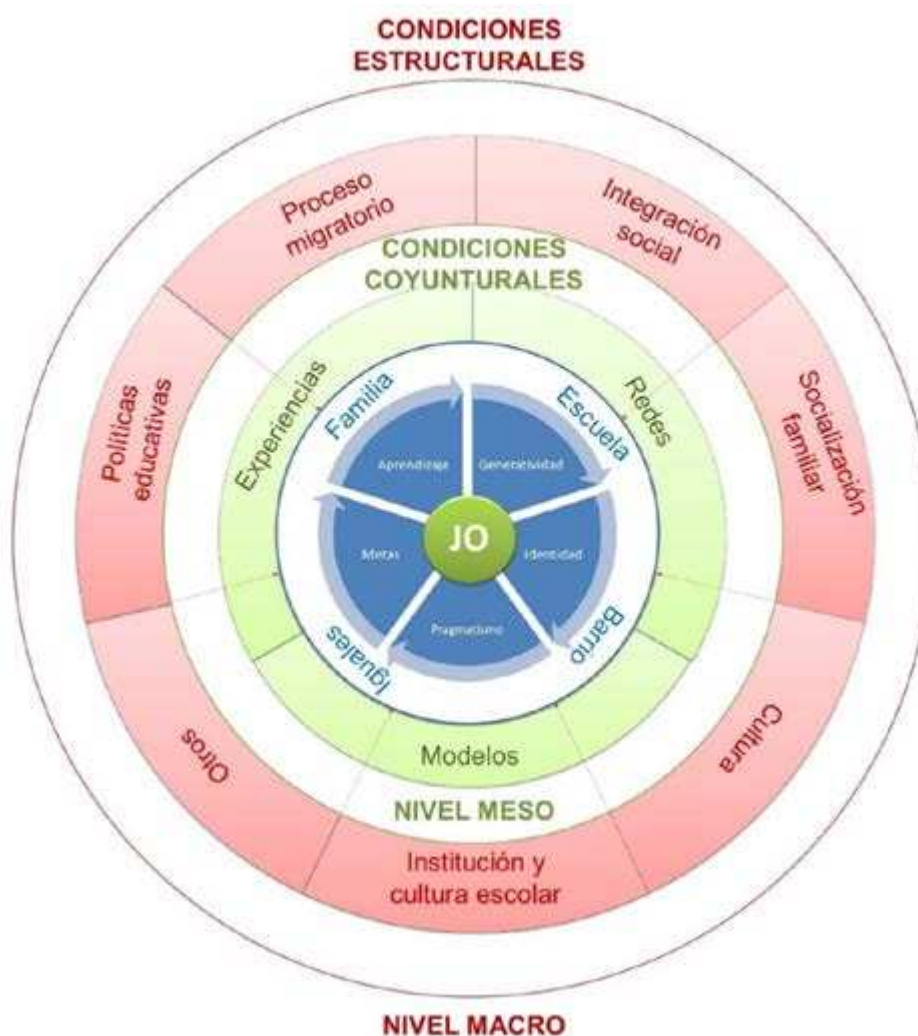 CONDICIONES
ESTRUCTURALES
Proceso
migratorio
Integración
social
CONDICIONES
COYUNTURALES
Políticas
educativas
Experiencias
Familia
Escuela
Redes
Socialización
familiar
Aprendizaje
Generatividad
JO
Metas
Identidad
Pragmatismo
Iguales
Barrio
Otros
Modelos
Cultura
NIVEL MESO
Institución y
cultura escolar
NIVEL MACRO